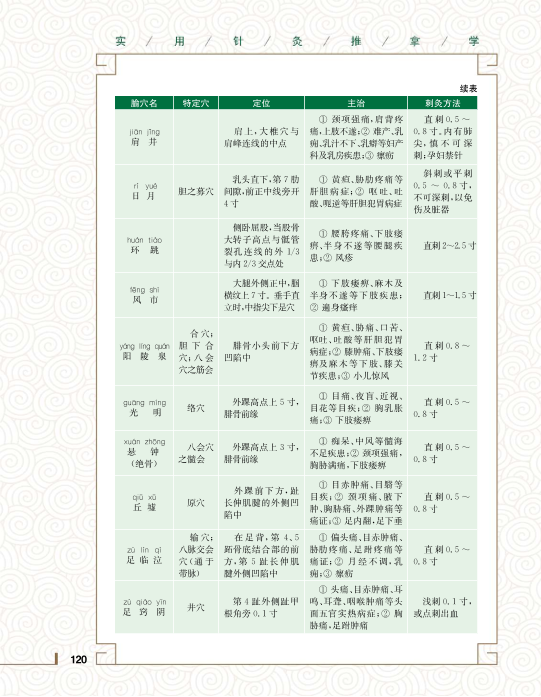 实 / 用 / 针 / 灸 / 推 / 拿 / 学
续表
腧穴名 特定穴 定位 主治 刺灸方法
jiān jǐng
肩 井
肩上,大椎穴与
肩峰连线的中点
① 颈项强痛,肩背疼
痛,上肢不遂;② 难产、乳
痈、乳汁不下、乳癖等妇产
科及乳房疾患;③ 瘰疬
直刺0.5~
0.8寸。内有肺
尖,慎不可深
刺;孕妇禁针
rì yuè
日 月
胆之募穴
乳头直下,第7肋
间隙,前正中线旁开
4寸
① 黄疸、胁肋疼痛等
肝胆病症;② 呕吐、吐
酸、呃逆等肝胆犯胃病症
斜刺或平刺
0.5~0.8寸,
不可深刺,以免
伤及脏器
huán tiào
环 跳
侧卧屈股,当股骨
大转子高点与骶管
裂孔连线的外1/3
与内2/3交点处
① 腰胯疼痛、下肢痿
痹、半身不遂等腰腿疾
患;② 风疹
直刺2~2.5寸
fēng shì
风 市
大腿外侧正中,腘
横纹上7寸。垂手直
立时,中指尖下是穴
① 下肢痿痹、麻木及
半身不遂等下肢疾患;
② 遍身瘙痒
直刺1~1.5寸
yáng líng quán
阳 陵 泉
合穴;
胆下合
穴;八会
穴之筋会
腓骨小头前下方
凹陷中
① 黄疸、胁痛、口苦、
呕吐、吐酸等肝胆犯胃
病症;② 膝肿痛、下肢痿
痹及麻木等下肢、膝关
节疾患;③ 小儿惊风
直刺0.8~
1.2寸
guāng míng
光 明
络穴
外踝高点上5寸,
腓骨前缘
① 目痛、夜盲、近视、
目花等目疾;② 胸乳胀
痛;③ 下肢痿痹
直刺0.5~
0.8寸
xuán zhōng
悬 钟
(绝骨)
八会穴
之髓会
外踝高点上3寸,
腓骨前缘
① 痴呆、中风等髓海
不足疾患;② 颈项强痛,
胸胁满痛,下肢痿痹
直刺0.5~
0.8寸
qiū xū
丘 墟
原穴
外踝前下方,趾
长伸肌腱的外侧凹
陷中
① 目赤肿痛、目翳等
目疾;② 颈项痛、腋下
肿、胸胁痛、外踝肿痛等
痛证;③ 足内翻,足下垂
直刺0.5~
0.8寸
zú lín qì
足 临 泣
输穴;
八脉交会
穴(通于
带脉)
在足背,第4、5
跖骨底结合部的前
方,第5趾长伸肌
腱外侧凹陷中
① 偏头痛、目赤肿痛、
胁肋疼痛、足跗疼痛等
痛证;② 月经不调,乳
痈;③ 瘰疬
直刺0.5~
0.8寸
zú qiào yīn
足 窍 阴
井穴
第4趾外侧趾甲
根角旁0.1寸
① 头痛、目赤肿痛、耳
鸣、耳聋、咽喉肿痛等头
面五官实热病症;② 胸
胁痛,足跗肿痛
浅刺0.1寸,
或点刺出血
120